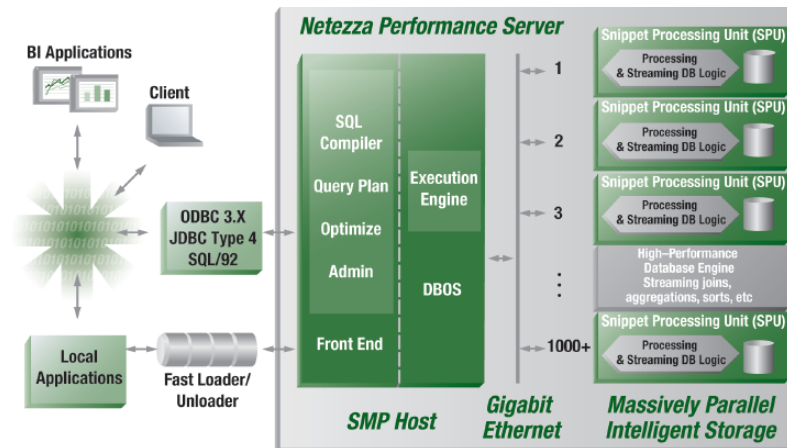 Netezza Performance Server
BI Applications
Client
ODBC 3.X
JDBC Type 4
SQL/92
Local
Applications
Fast Loader/
Unloader
SQL
Compiler
Query Plan
Optimize
Admin
Front End
Execution
Engine
DBOS
SMP Host
1
2
3
1000+
Gigabit
Ethernet
Snippet Processing Unit (SPU)
Processing
& Streaming DB Logic
Snippet Processing Unit (SPU)
Processing
& Streaming DB Logic
Snippet Processing Unit (SPU)
Processing
& Streaming DB Logic
High–Performance
Database Engine
Streaming joins,
aggregations, sorts, etc
Snippet Processing Unit (SPU)
Processing
& Streaming DB Logic
Massively Parallel
Intelligent Storage